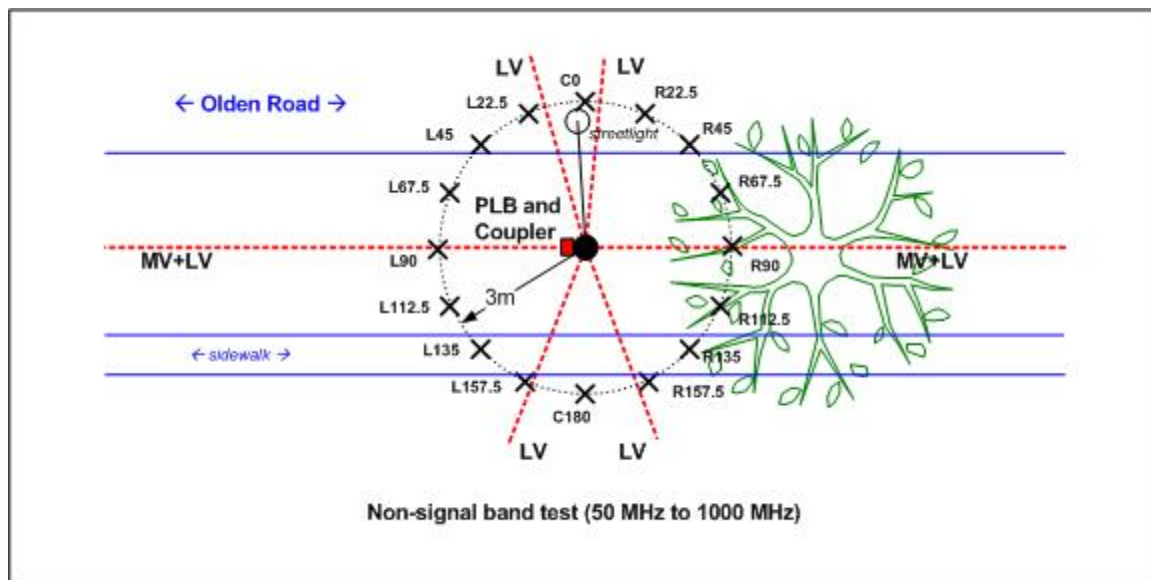 LV
C0
LV
← Olden Road →
L22.5
R22.5
streetlight
L45
R45
L67.5
R67.5
PLB and
Coupler
MV+LV
L90
R90
MV+LV
3m
L112.5
R112.5
← sidewalk →
L135
R135
L157.5
R157.5
C180
LV
LV
Non-signal band test (50 MHz to 1000 MHz)